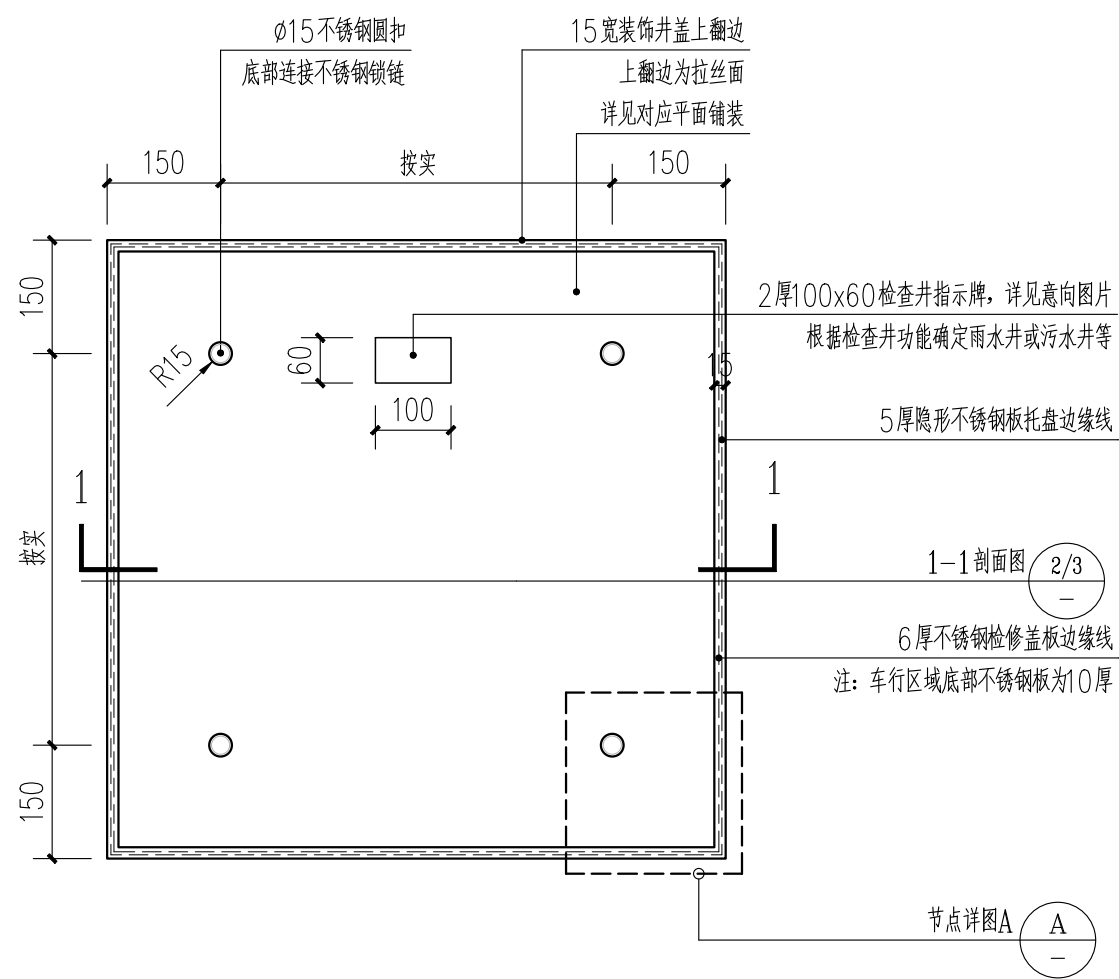 Ø15不锈钢圆扣
底部连接不锈钢锁链
15宽装饰井盖上翻边
上翻边为拉丝面
详见对应平面铺装
150
按实
150
150
R15
60
100
2厚100x60检查井指示牌，详见意向图片
根据检查井功能确定雨水井或污水井等
15
5厚隐形不锈钢板托盘边缘线
1
1
按实
1-1剖面图
2/3
–
6厚不锈钢检修盖板边缘线
注：车行区域底部不锈钢板为10厚
150
节点详图A
A
–